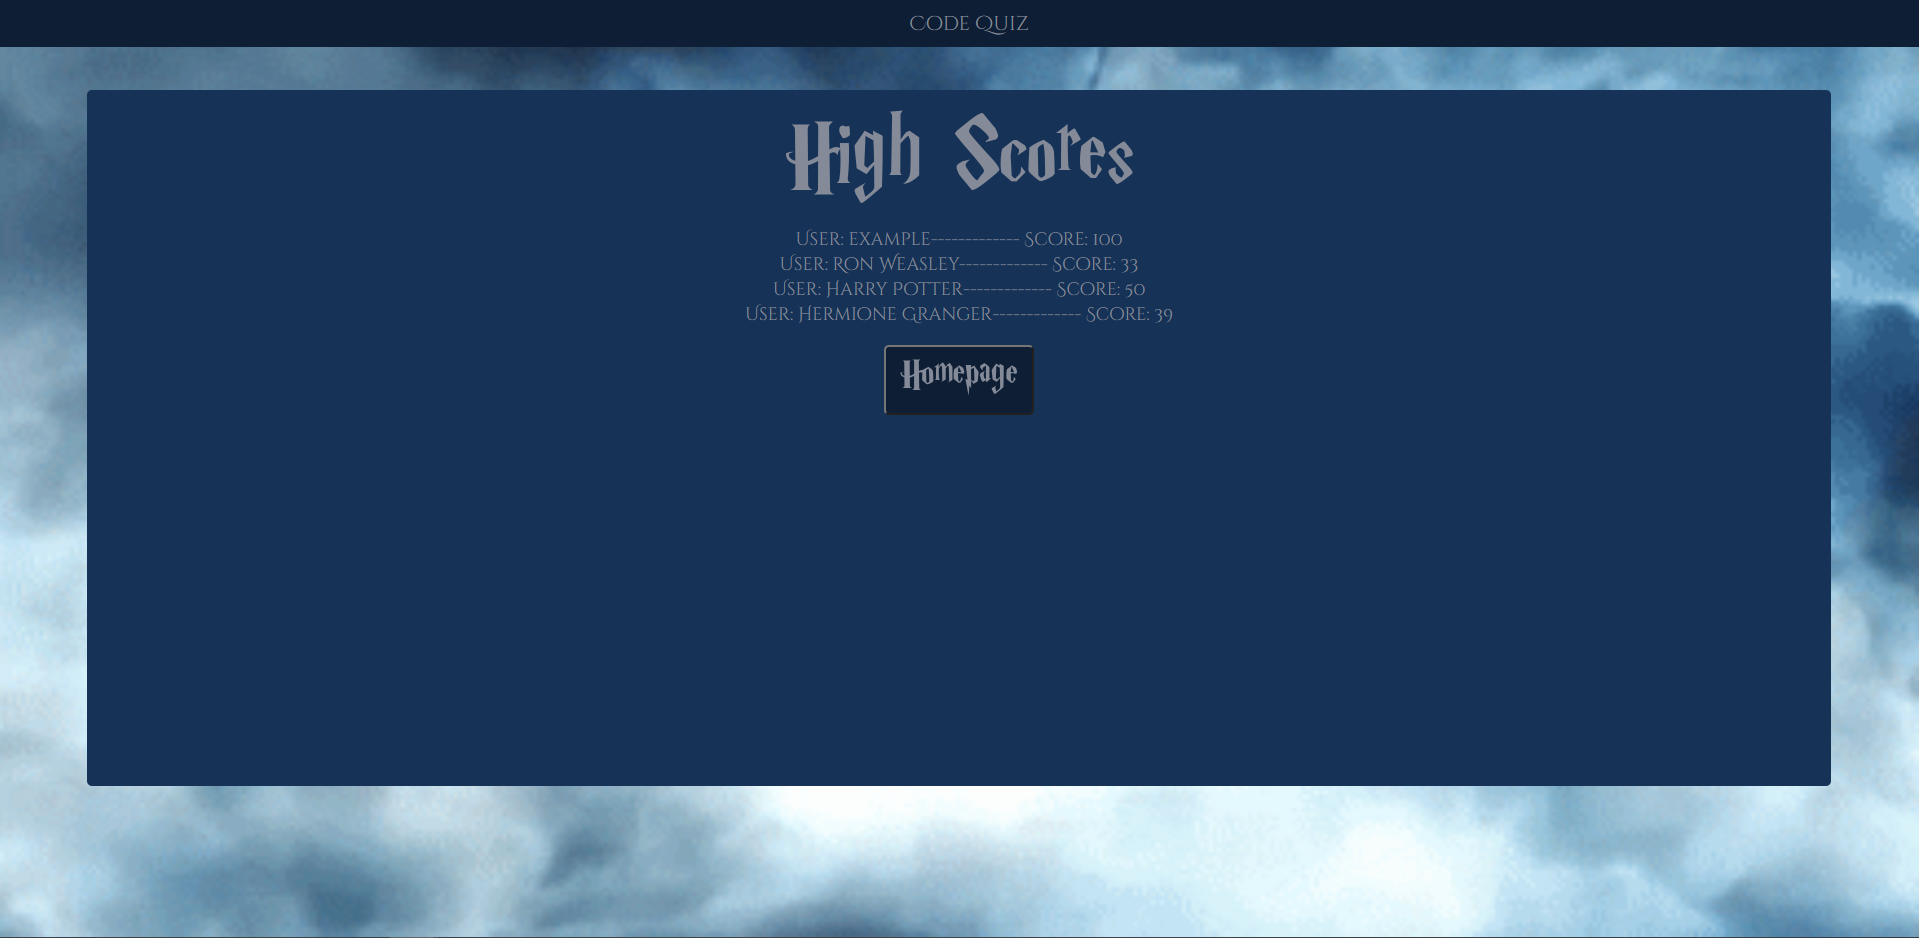 Code Quiz
High Scores
User: example------------- Score: 100
User: Ron Weasley------------- Score: 33
User: Harry Potter------------- Score: 50
User: Hermione Granger------------- Score: 39
Homepage